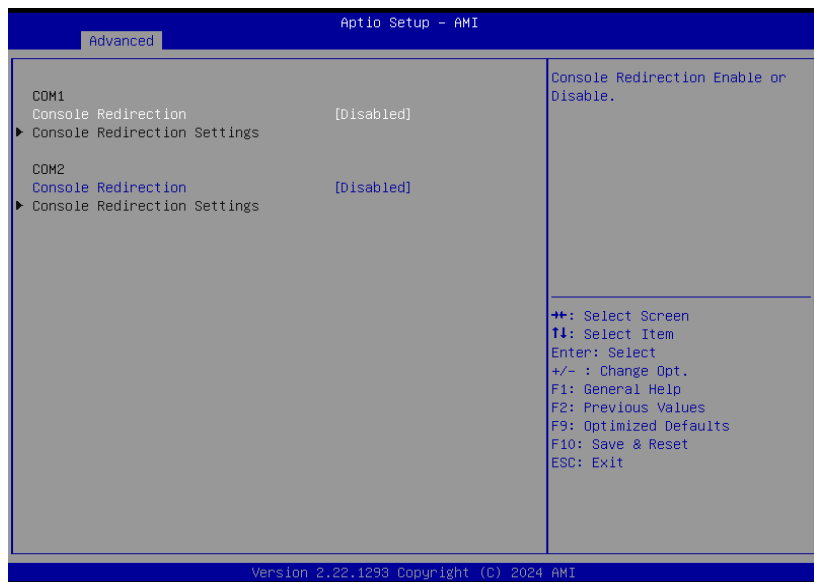 Aptio Setup – AMI
Advanced
COM1
Console Redirection [Disabled]
▶ Console Redirection Settings
COM2
Console Redirection [Disabled]
▶ Console Redirection Settings
Console Redirection Enable or
Disable.
→←: Select Screen
↑↓: Select Item
Enter: Select
+/- : Change Opt.
F1: General Help
F2: Previous Values
F9: Optimized Defaults
F10: Save & Reset
ESC: Exit
Version 2.22.1293 Copyright (C) 2024 AMI